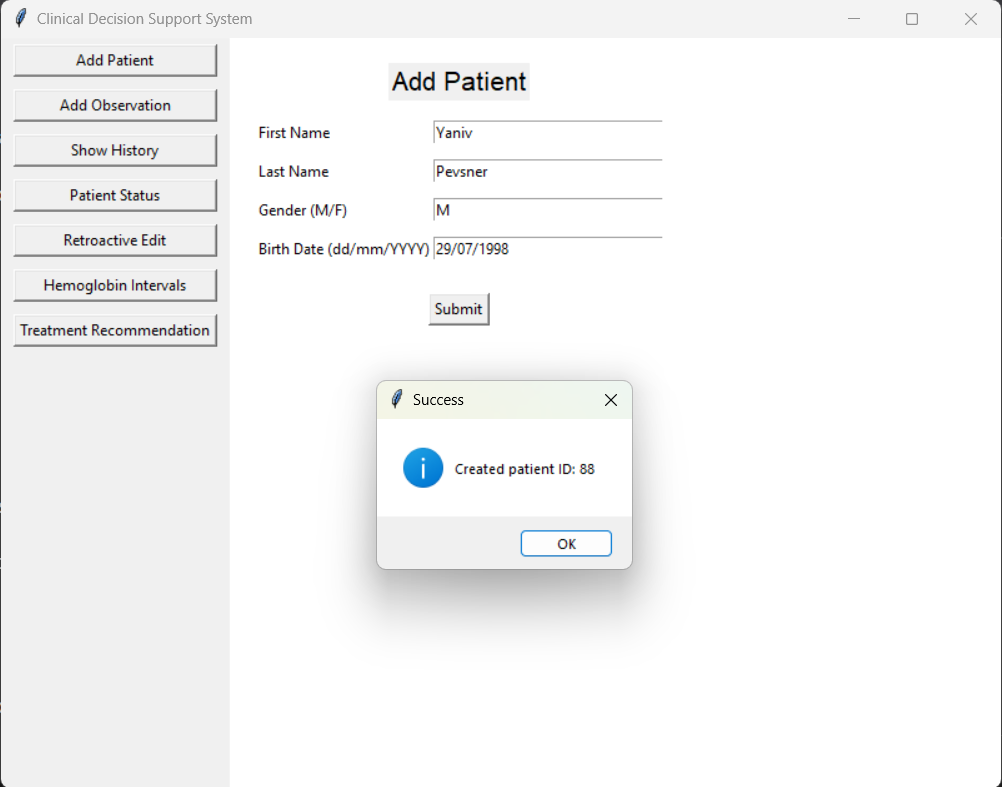 Clinical Decision Support System
Add Patient
Add Observation
Show History
Patient Status
Retroactive Edit
Hemoglobin Intervals
Treatment Recommendation
Add Patient
First Name Yaniv
Last Name Pevsner
Gender (M/F) M
Birth Date (dd/mm/YYYY) 29/07/1998
Submit
Success
Created patient ID: 88
OK